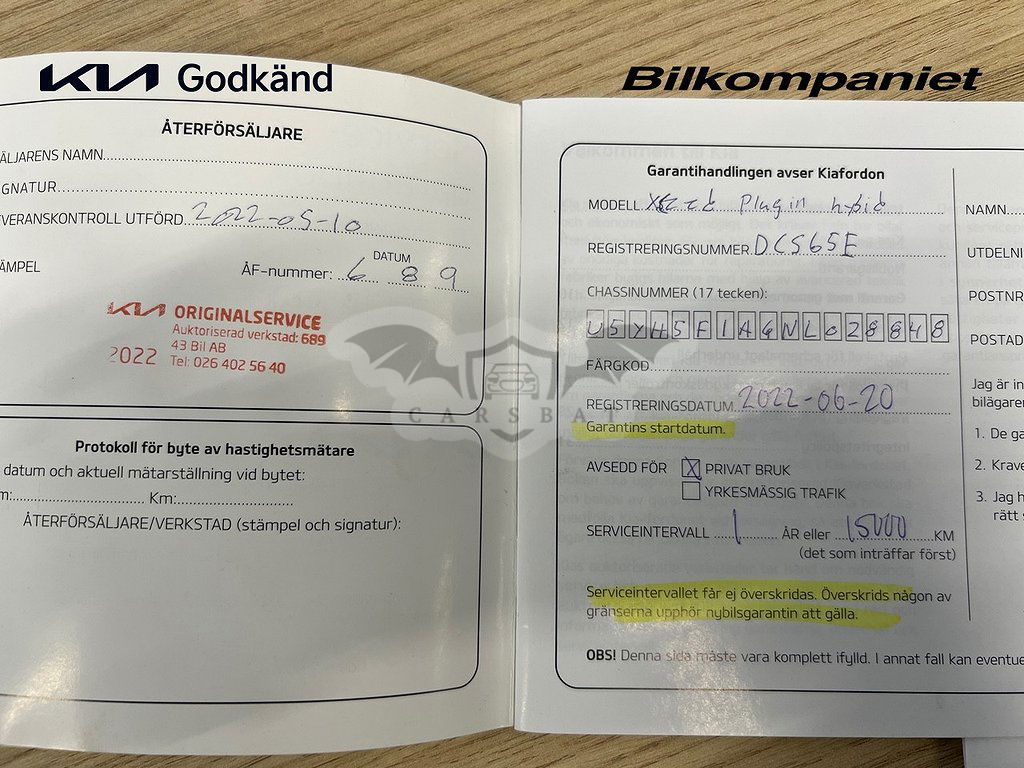 KIA Godkänd
ÅTERFÖRSÄLJARE
ÄLJARENS NAMN
GNATUR
VERANSKONTROLL UTFÖRD 2022-05-10
DATUM
ÄMPEL
ÅF-nummer: 6 8 9
KIA ORIGINALSERVICE
Auktoriserad verkstad: 689
43 Bil AB
2022 Tel: 026 402 56 40
Protokoll för byte av hastighetsmätare
datum och aktuell mätarställning vid bytet:
m: Km:
ÅTERFÖRSÄLJARE/VERKSTAD (stämpel och signatur):
Bilkompaniet
Garantihandlingen avser Kiafordon
MODELL Plugin
REGISTRERINGSNUMMER DCS65E
CHASSINUMMER (17 tecken):
U5YH5F1AGNL028848
FÄRGKOD
REGISTRERINGSDATUM 2022-06-20
Garantins startdatum.
AVSEDD FÖR X PRIVAT BRUK
YRKESMÄSSIG TRAFIK
SERVICEINTERVALL 1 ÅR eller 15000 KM
(det som inträffar först)
Serviceintervallet får ej överskridas. Överskrids någon av
gränserna upphör nybilsgarantin att gälla.
OBS! Denna sida måste vara komplett ifylld. I annat fall kan eventue
NAMN
UTDELNI
POSTNR
POSTAD
Jag är in
bilägaren
1. De ga
2. Krave
3. Jag h
rätt s
CARSBAT